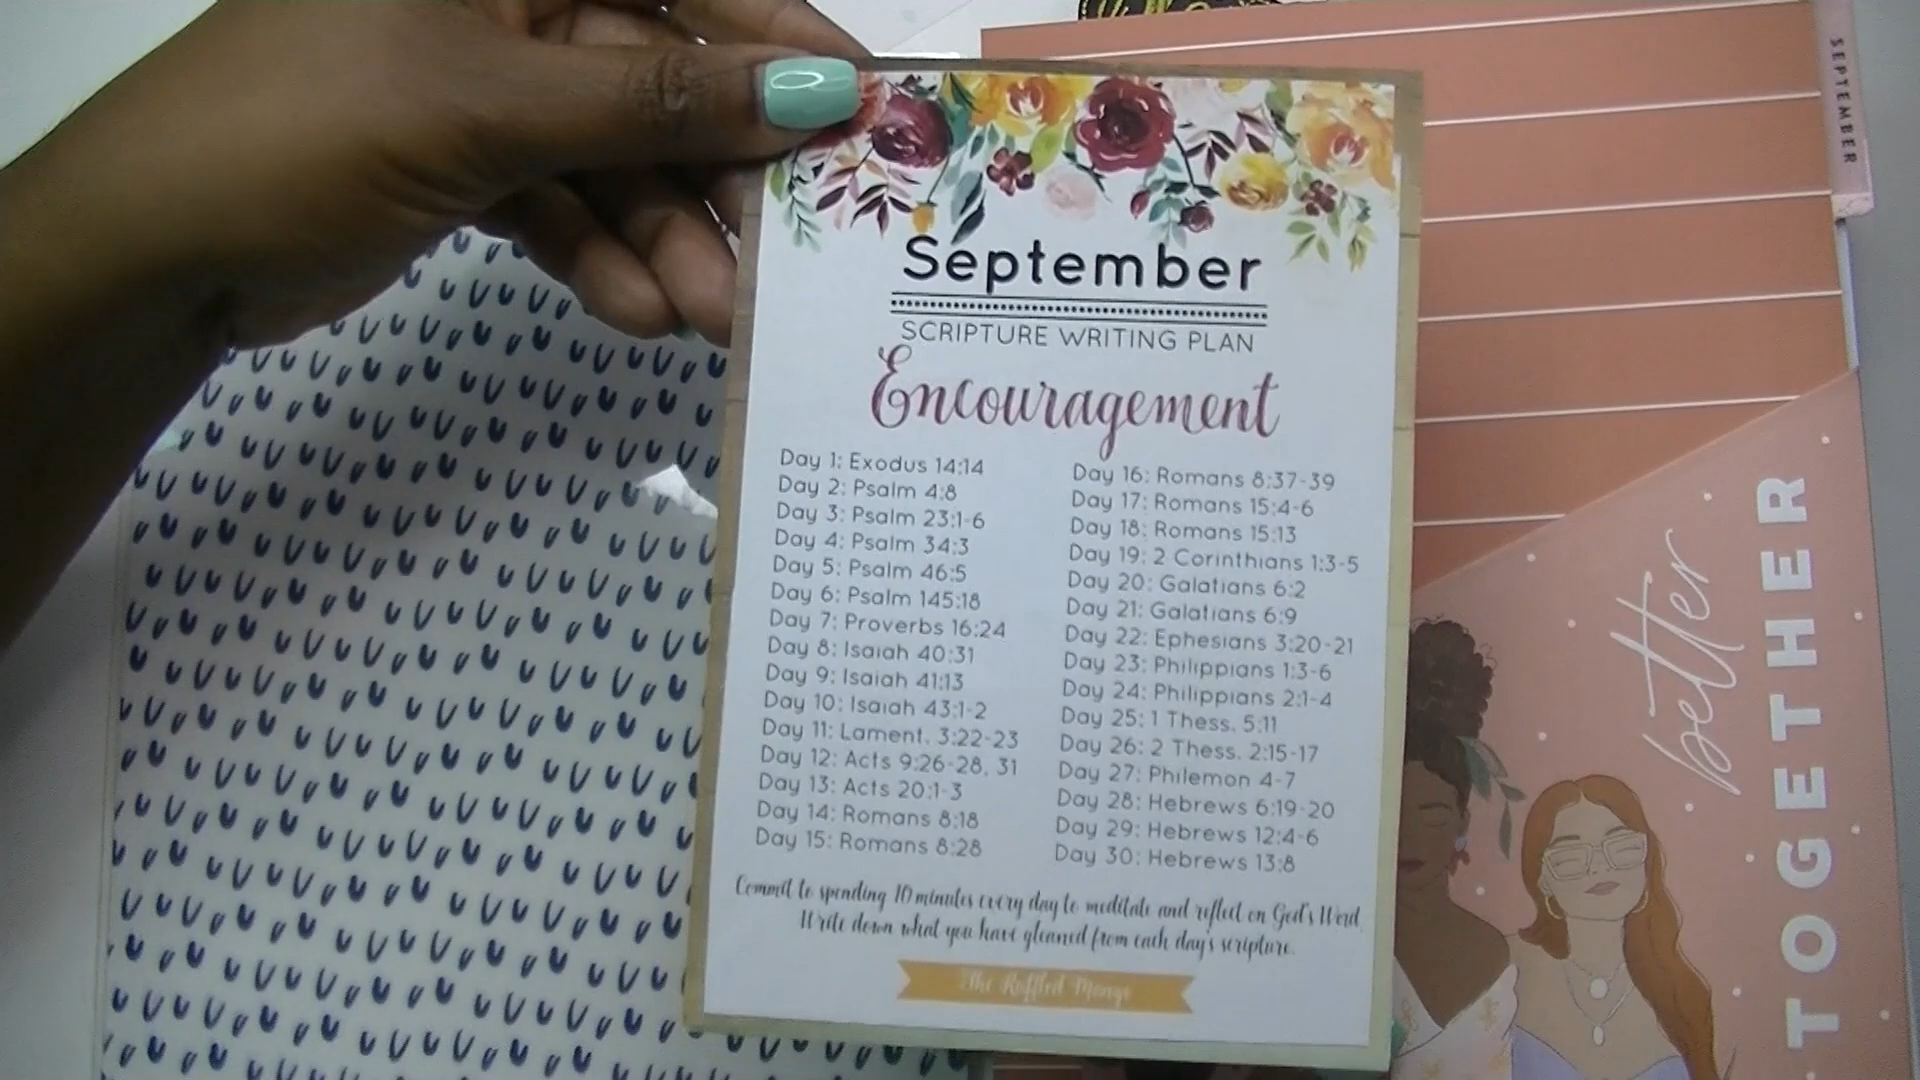 September
SCRIPTURE WRITING PLAN
Encouragement
Day 1: Exodus 14:14
Day 2: Psalm 4:8
Day 3: Psalm 23:1-6
Day 4: Psalm 34:3
Day 5: Psalm 46:5
Day 6: Psalm 145:18
Day 7: Proverbs 16:24
Day 8: Isaiah 40:31
Day 9: Isaiah 41:13
Day 10: Isaiah 43:1-2
Day 11: Lament. 3:22-23
Day 12: Acts 9:26-28, 31
Day 13: Acts 20:1-3
Day 14: Romans 8:18
Day 15: Romans 8:28
Day 16: Romans 8:37-39
Day 17: Romans 15:4-6
Day 18: Romans 15:13
Day 19: 2 Corinthians 1:3-5
Day 20: Galatians 6:2
Day 21: Galatians 6:9
Day 22: Ephesians 3:20-21
Day 23: Philippians 1:3-6
Day 24: Philippians 2:1-4
Day 25: 1 Thess. 5:11
Day 26: 2 Thess. 2:15-17
Day 27: Philemon 4-7
Day 28: Hebrews 6:19-20
Day 29: Hebrews 12:4-6
Day 30: Hebrews 13:8
Commit to spending 10 minutes every day to meditate and reflect on God's Word.
Write down what you have gleaned from each day's scripture.
The Ruffled Mango
SEPTEMBER
better
TOGETHER